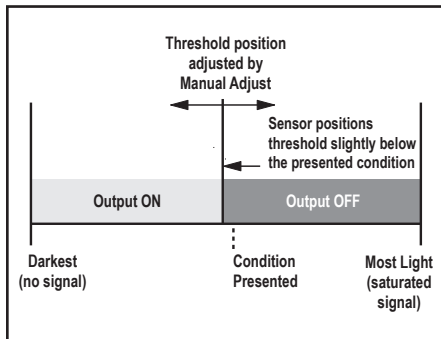 Threshold position
adjusted by
Manual Adjust
Sensor positions
threshold slightly below
the presented condition
Output ON
Output OFF
Darkest
(no signal)
Condition
Presented
Most Light
(saturated
signal)